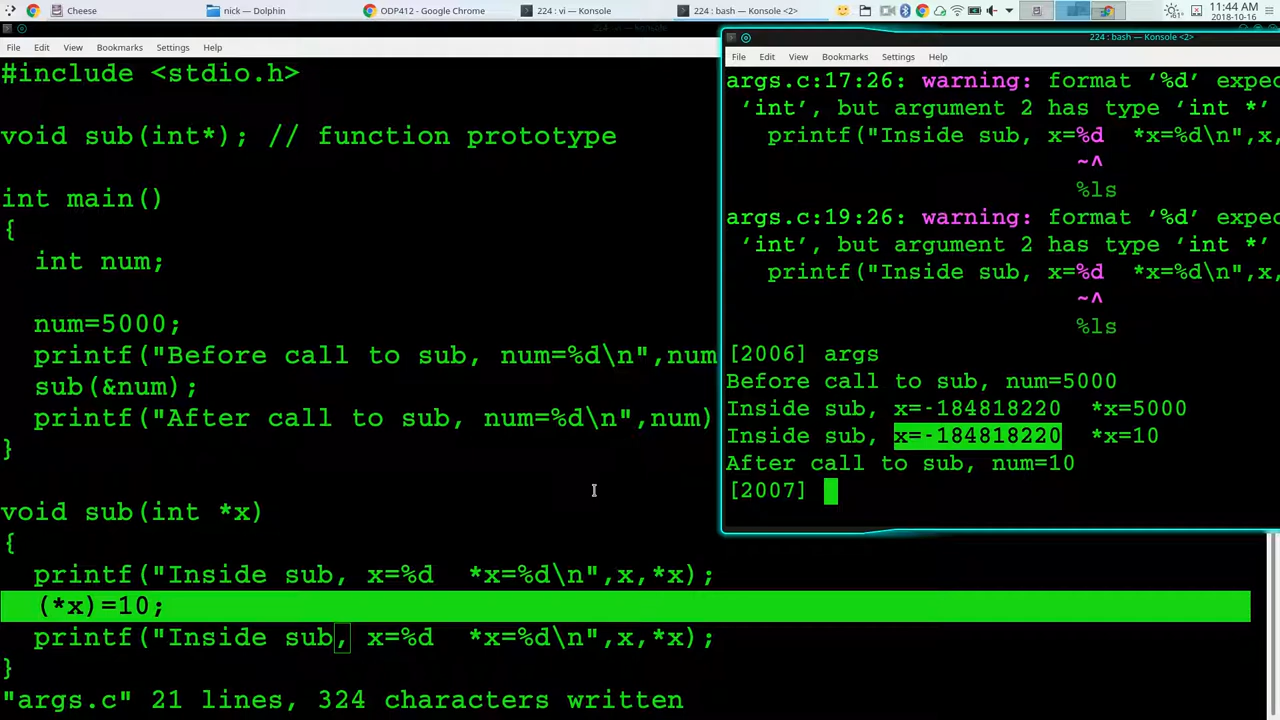 Cheese
nick — Dolphin
ODP412 - Google Chrome
224 : vi — Konsole
224 : bash — Konsole <2>
61°
11:44 AM
2018-10-16
File Edit View Bookmarks Settings Help
#include <stdio.h>
void sub(int*); // function prototype
int main()
{
int num;
num=5000;
printf("Before call to sub, num=%d\n",num
sub(&num);
printf("After call to sub, num=%d\n",num)
}
void sub(int *x)
{
printf("Inside sub, x=%d  *x=%d\n",x,*x);
(*x)=10;
printf("Inside sub, x=%d  *x=%d\n",x,*x);
}
"args.c" 21 lines, 324 characters written
224 : bash — Konsole <2>
File Edit View Bookmarks Settings Help
args.c:17:26: warning: format ‘%d’ expec
‘int’, but argument 2 has type ‘int *’
printf("Inside sub, x=%d  *x=%d\n",x,
~^
%ls
args.c:19:26: warning: format ‘%d’ expec
‘int’, but argument 2 has type ‘int *’
printf("Inside sub, x=%d  *x=%d\n",x,
~^
%ls
[2006] args
Before call to sub, num=5000
Inside sub, x=-184818220  *x=5000
Inside sub, x=-184818220  *x=10
After call to sub, num=10
[2007]